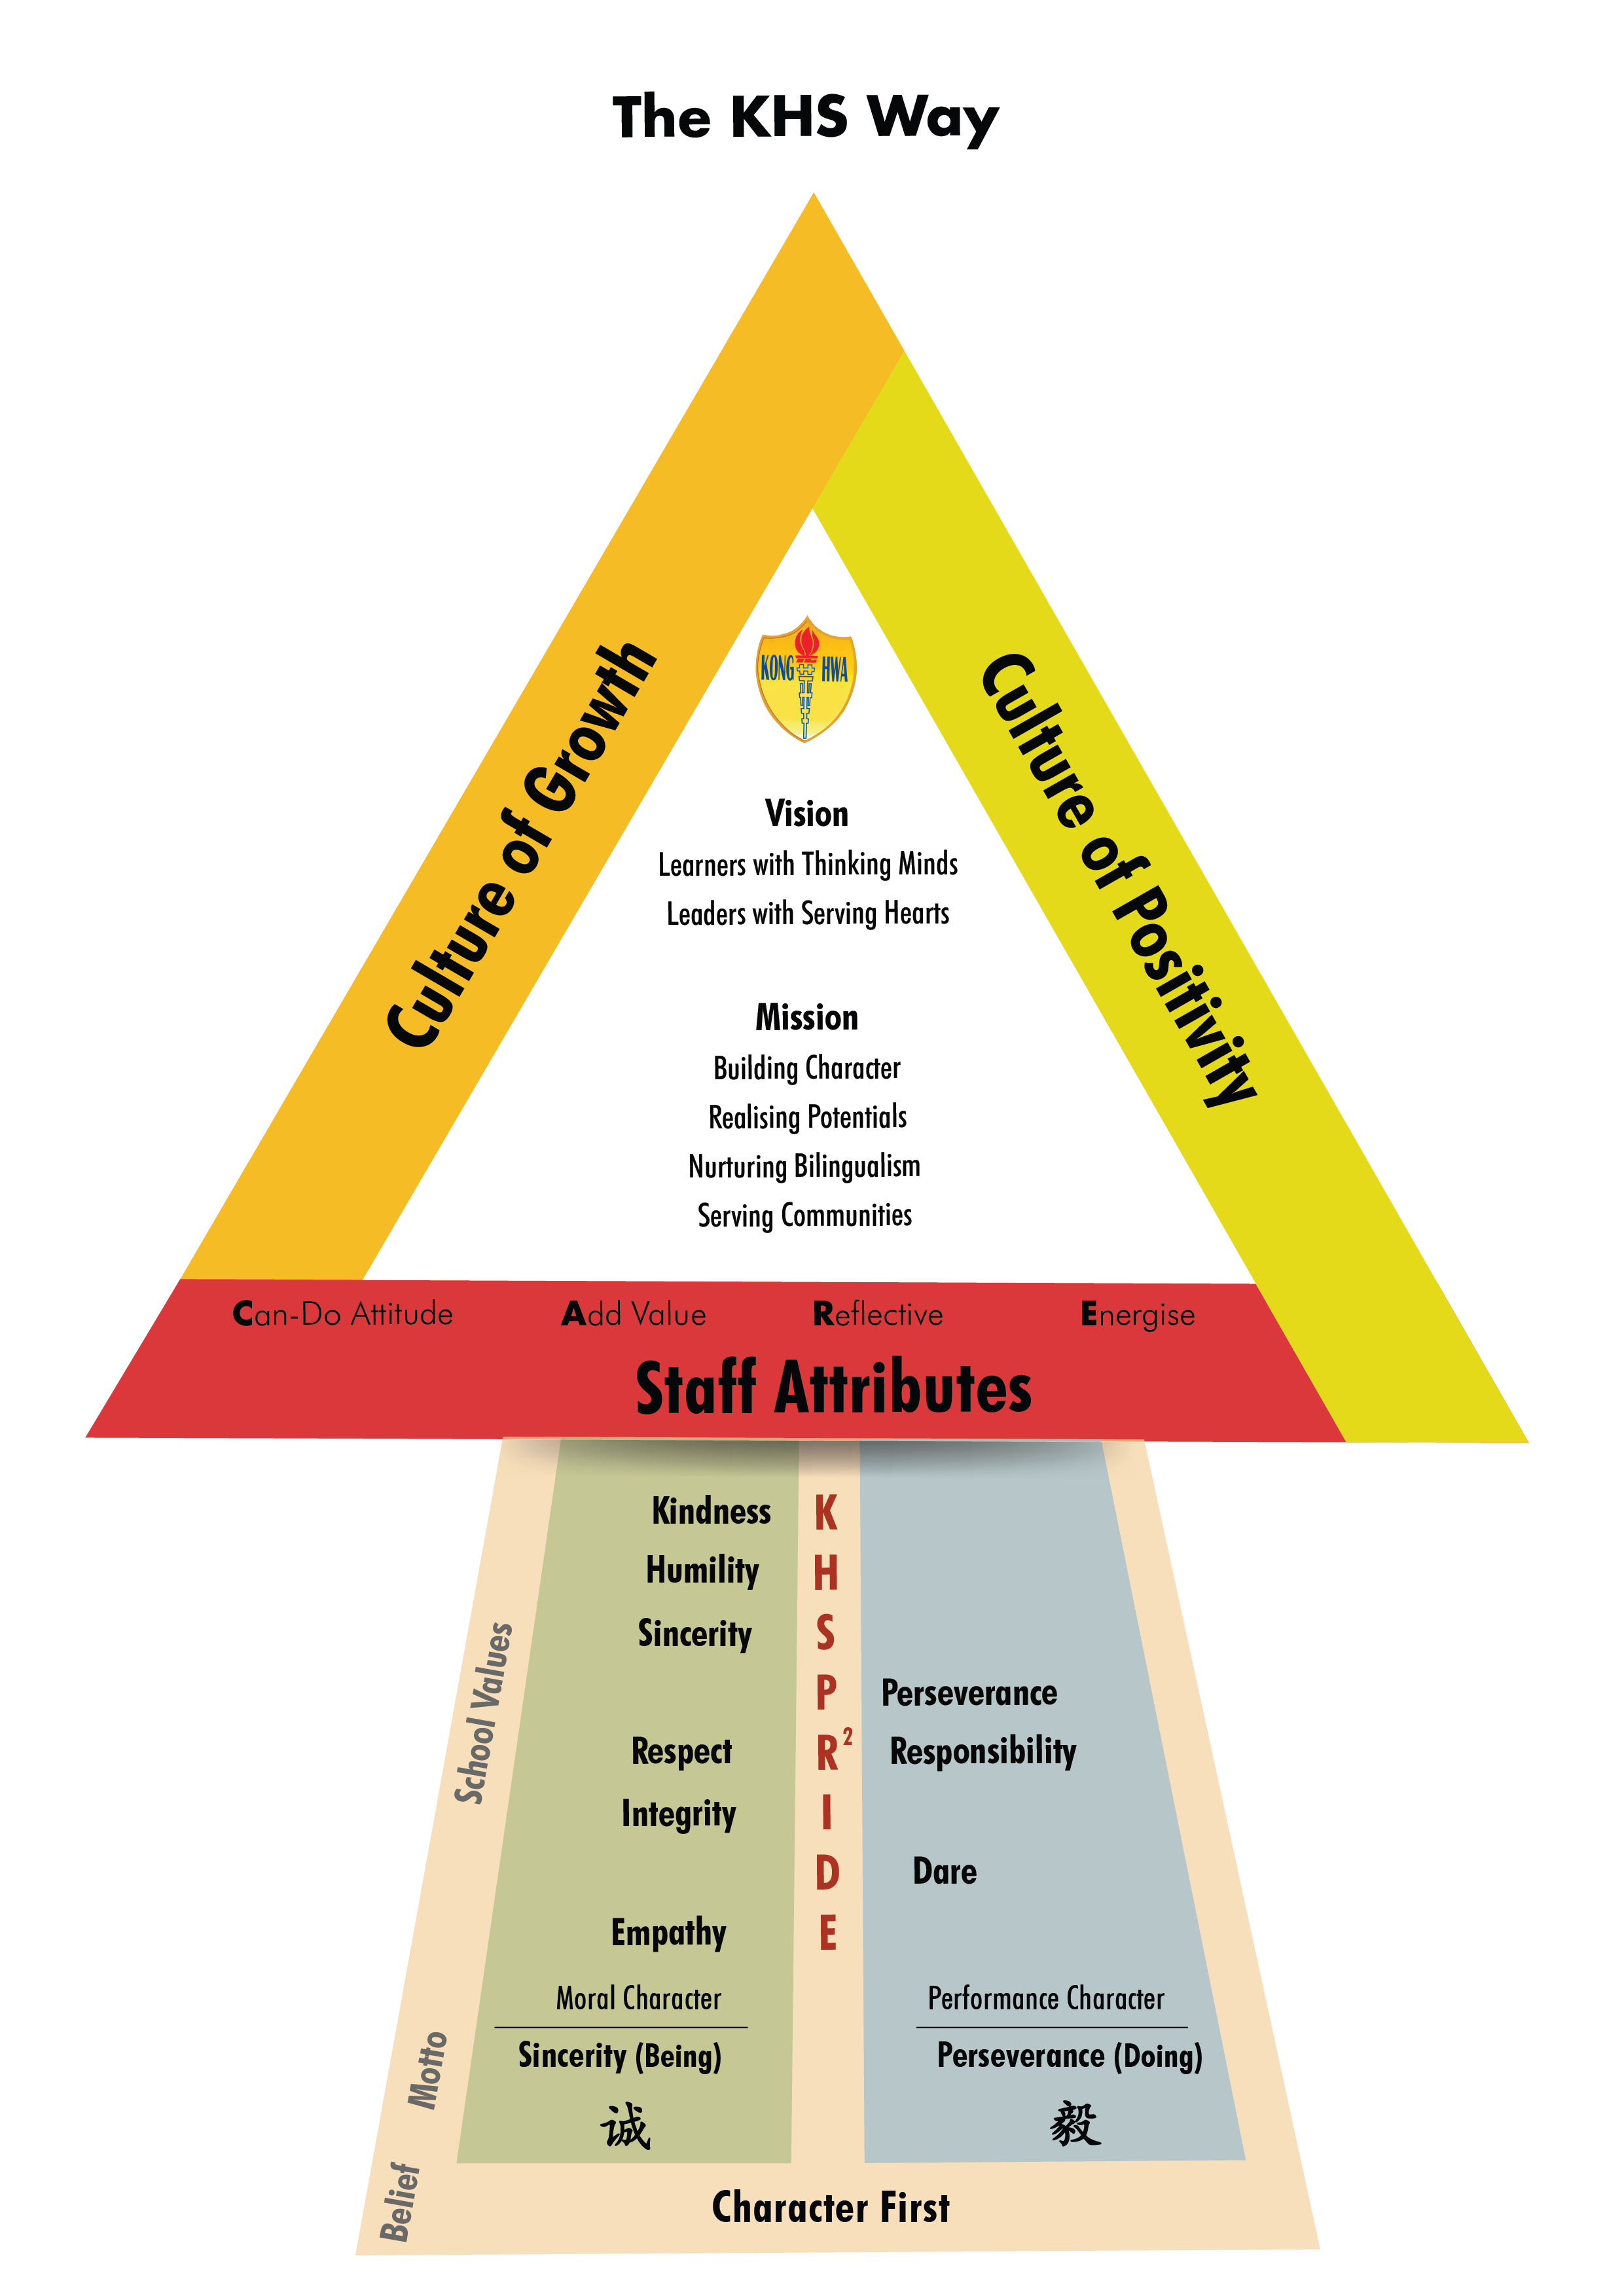 The KHS Way
Culture of Growth
Culture of Positivity
KONG HWA
Vision
Learners with Thinking Minds
Leaders with Serving Hearts
Mission
Building Character
Realising Potentials
Nurturing Bilingualism
Serving Communities
Can-Do Attitude Add Value Reflective Energise
Staff Attributes
School Values
Kindness K
Humility H
Sincerity S
P Perseverance
Respect R² Responsibility
Integrity I
D Dare
Empathy E
Moral Character Performance Character
Motto
Sincerity (Being) Perseverance (Doing)
诚 毅
Belief
Character First